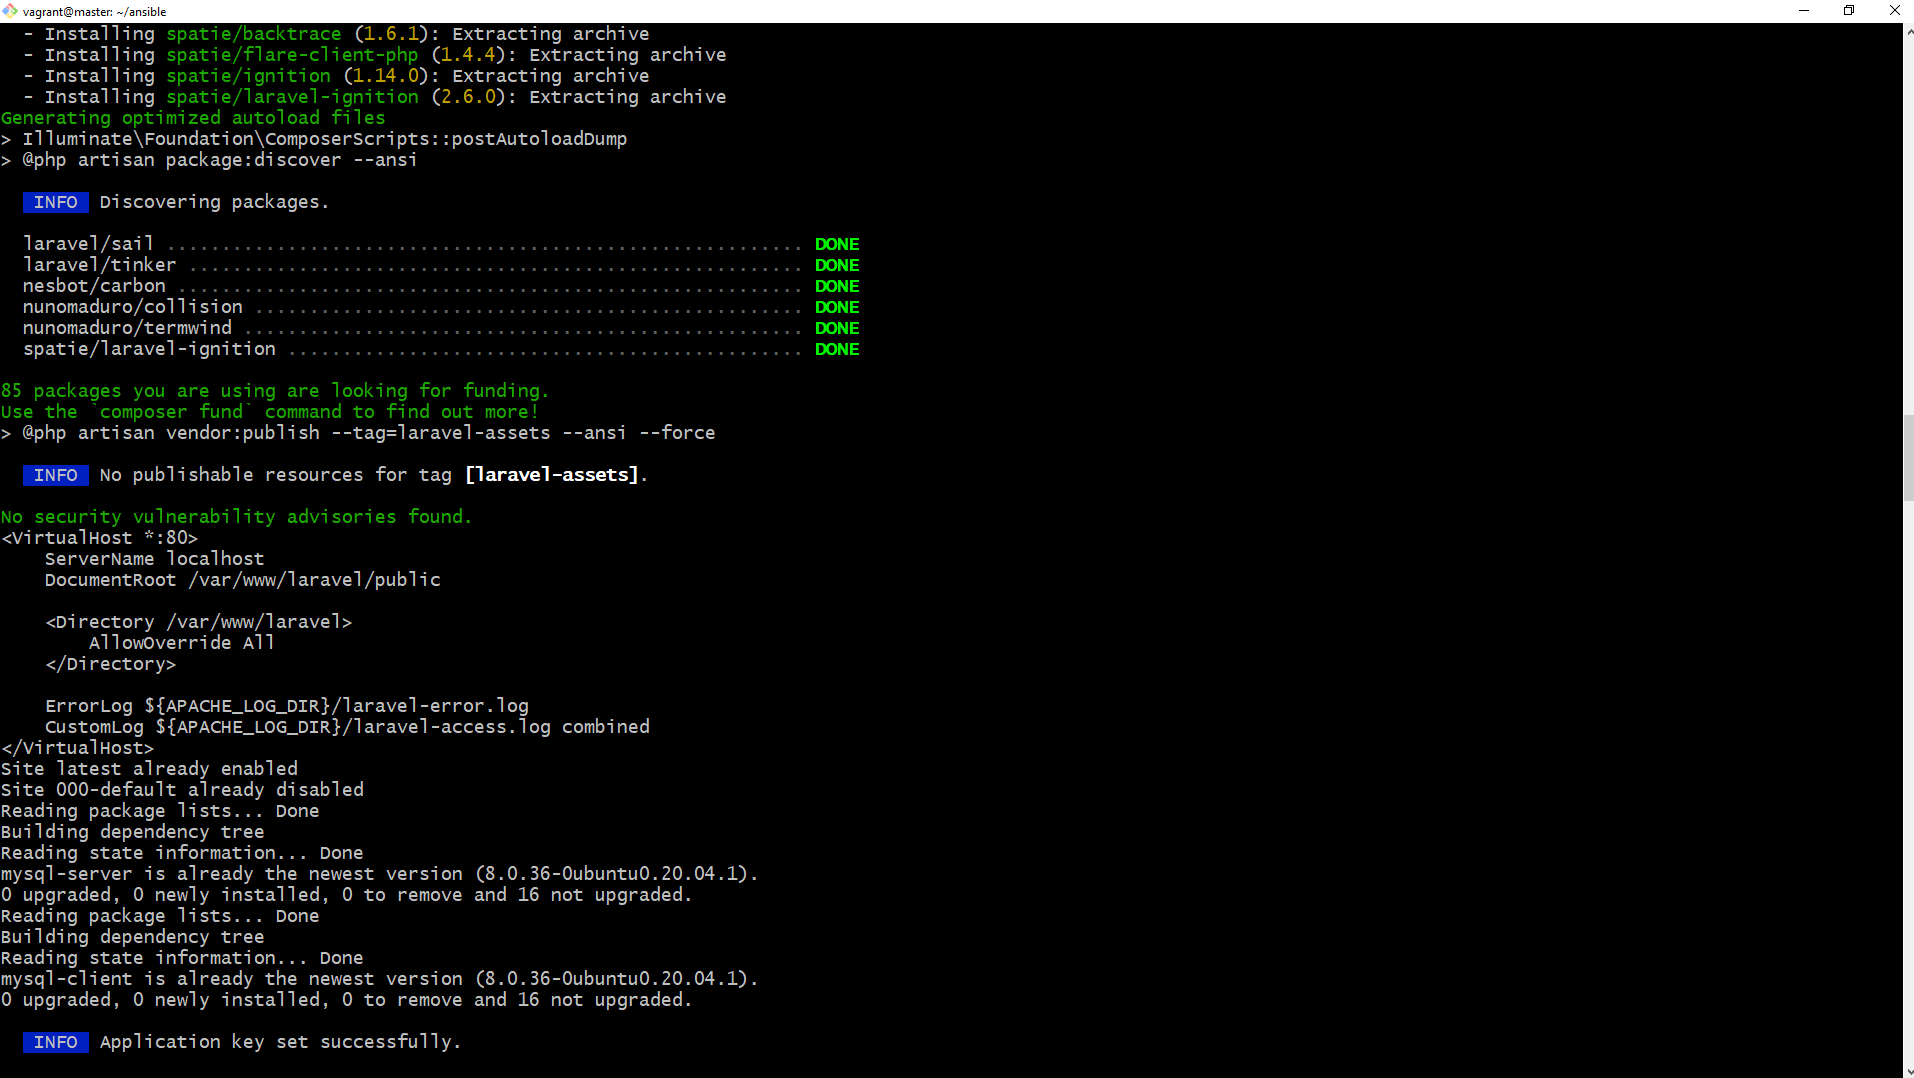 vagrant@master: ~/ansible
  - Installing spatie/backtrace (1.6.1): Extracting archive
  - Installing spatie/flare-client-php (1.4.4): Extracting archive
  - Installing spatie/ignition (1.14.0): Extracting archive
  - Installing spatie/laravel-ignition (2.6.0): Extracting archive
Generating optimized autoload files
> Illuminate\Foundation\ComposerScripts::postAutoloadDump
> @php artisan package:discover --ansi
   INFO  Discovering packages.
  laravel/sail .......................................................... DONE
  laravel/tinker ........................................................ DONE
  nesbot/carbon ......................................................... DONE
  nunomaduro/collision .................................................. DONE
  nunomaduro/termwind ................................................... DONE
  spatie/laravel-ignition ............................................... DONE
85 packages you are using are looking for funding.
Use the `composer fund` command to find out more!
> @php artisan vendor:publish --tag=laravel-assets --ansi --force
   INFO  No publishable resources for tag [laravel-assets].
No security vulnerability advisories found.
<VirtualHost *:80>
    ServerName localhost
    DocumentRoot /var/www/laravel/public
    <Directory /var/www/laravel>
        AllowOverride All
    </Directory>
    ErrorLog ${APACHE_LOG_DIR}/laravel-error.log
    CustomLog ${APACHE_LOG_DIR}/laravel-access.log combined
</VirtualHost>
Site latest already enabled
Site 000-default already disabled
Reading package lists... Done
Building dependency tree
Reading state information... Done
mysql-server is already the newest version (8.0.36-0ubuntu0.20.04.1).
0 upgraded, 0 newly installed, 0 to remove and 16 not upgraded.
Reading package lists... Done
Building dependency tree
Reading state information... Done
mysql-client is already the newest version (8.0.36-0ubuntu0.20.04.1).
0 upgraded, 0 newly installed, 0 to remove and 16 not upgraded.
   INFO  Application key set successfully.